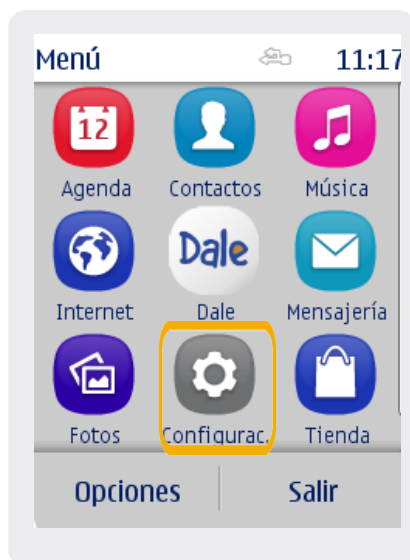 Menú 11:17
12
Agenda Contactos Música
Dale
Internet Dale Mensajería
Fotos Configurac. Tienda
Opciones Salir